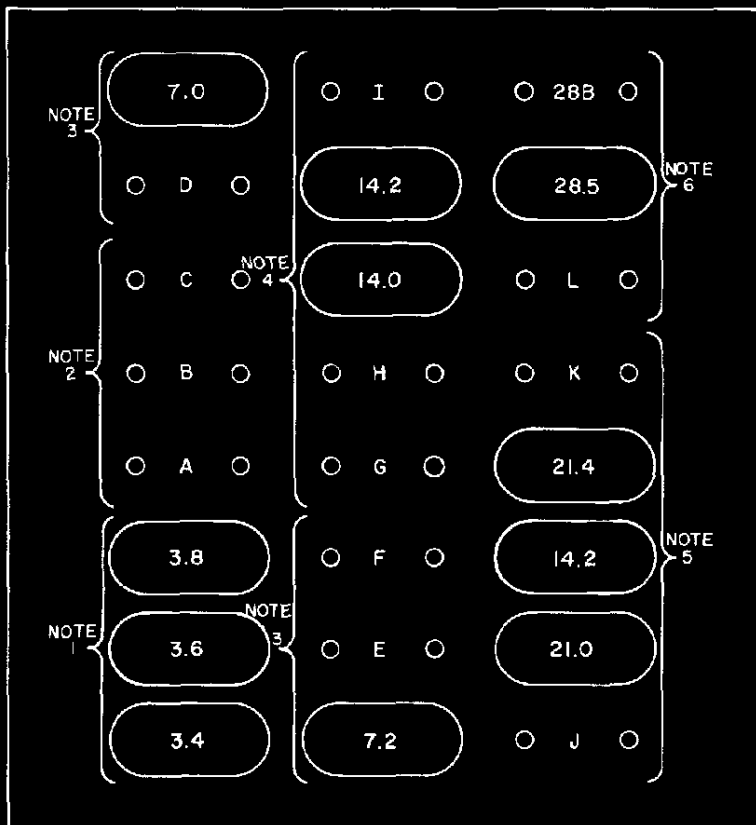 7.0
I
28B
NOTE
3
D
14.2
28.5
NOTE
6
C
NOTE
4
14.0
L
NOTE
2
B
H
K
A
G
21.4
3.8
F
14.2
NOTE
5
NOTE
1
3.6
NOTE
3
E
21.0
3.4
7.2
J